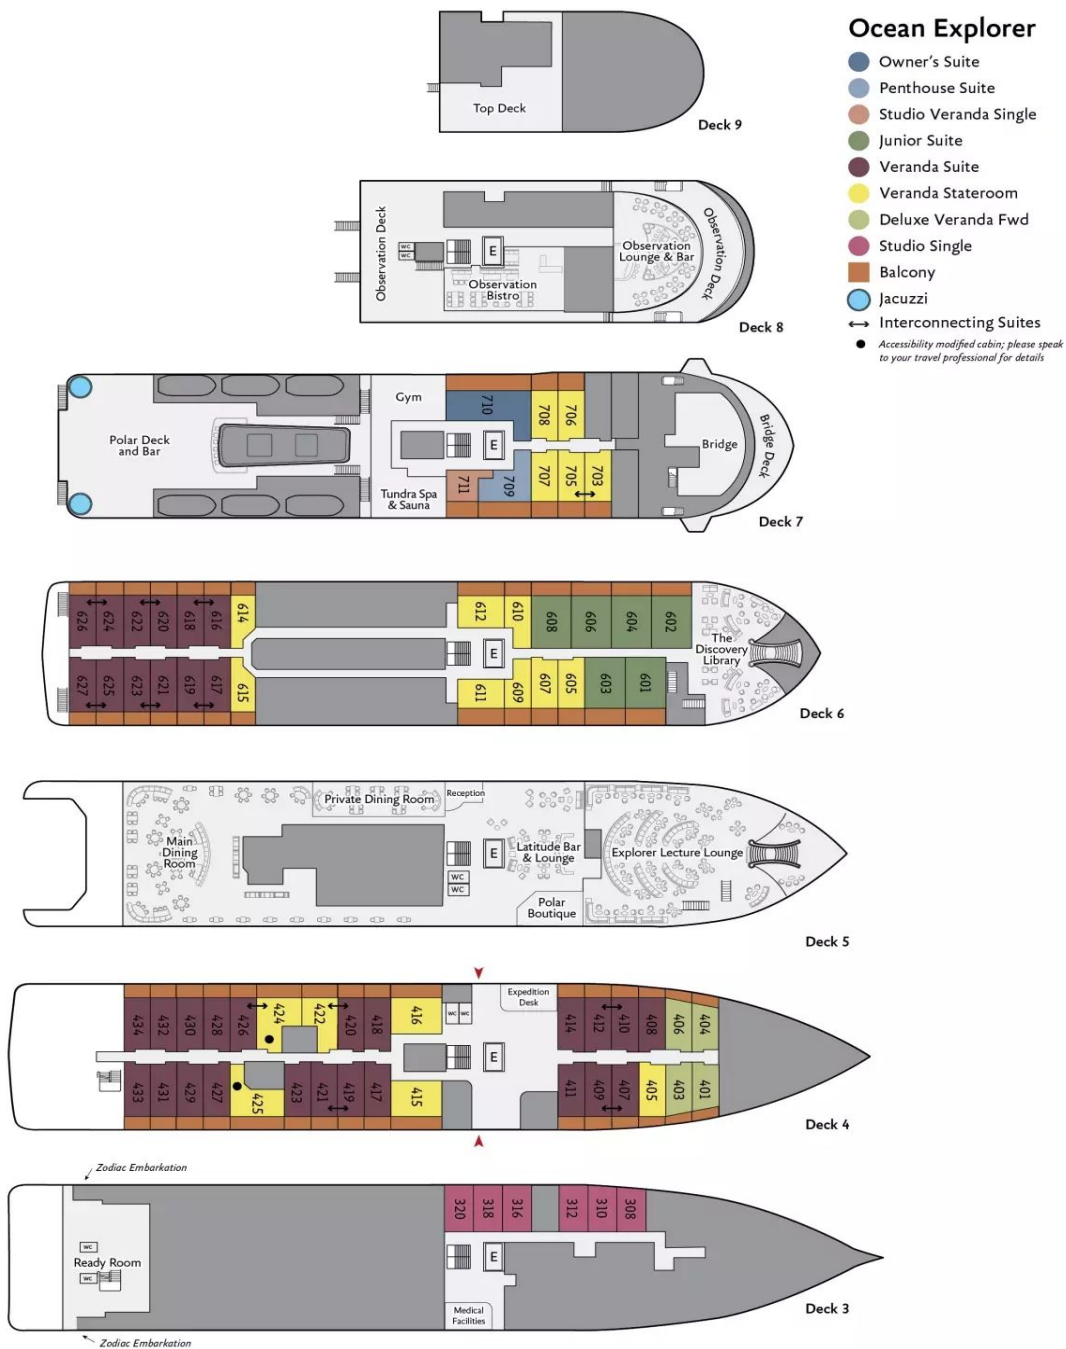 Ocean Explorer
Owner's Suite
Penthouse Suite
Studio Veranda Single
Junior Suite
Veranda Suite
Veranda Stateroom
Deluxe Veranda Fwd
Studio Single
Balcony
Jacuzzi
Interconnecting Suites
Accessibility modified cabin; please speak
to your travel professional for details
Top Deck
Deck 9
Observation Deck
WC
WC
E
Observation
Bistro
Observation
Lounge & Bar
Observation Deck
Deck 8
Polar Deck
and Bar
Gym
Tundra Spa
& Sauna
E
710
708
706
711
709
707
705
703
Bridge
Bridge Deck
Deck 7
626
624
622
620
618
616
614
612
610
608
606
604
602
E
The
Discovery
Library
627
625
623
621
619
617
615
611
609
607
605
603
601
Deck 6
Main
Dining
Room
Private Dining Room
Reception
E
WC
WC
Latitude Bar
& Lounge
Polar
Boutique
Explorer Lecture Lounge
Deck 5
434
432
430
428
426
424
422
420
418
416
WC
WC
Expedition
Desk
414
412
410
408
406
404
E
433
431
429
427
425
423
421
419
417
415
411
409
407
405
403
401
Deck 4
Zodiac Embarkation
WC
Ready Room
WC
320
318
316
312
310
308
E
Medical
Facilities
Deck 3
Zodiac Embarkation